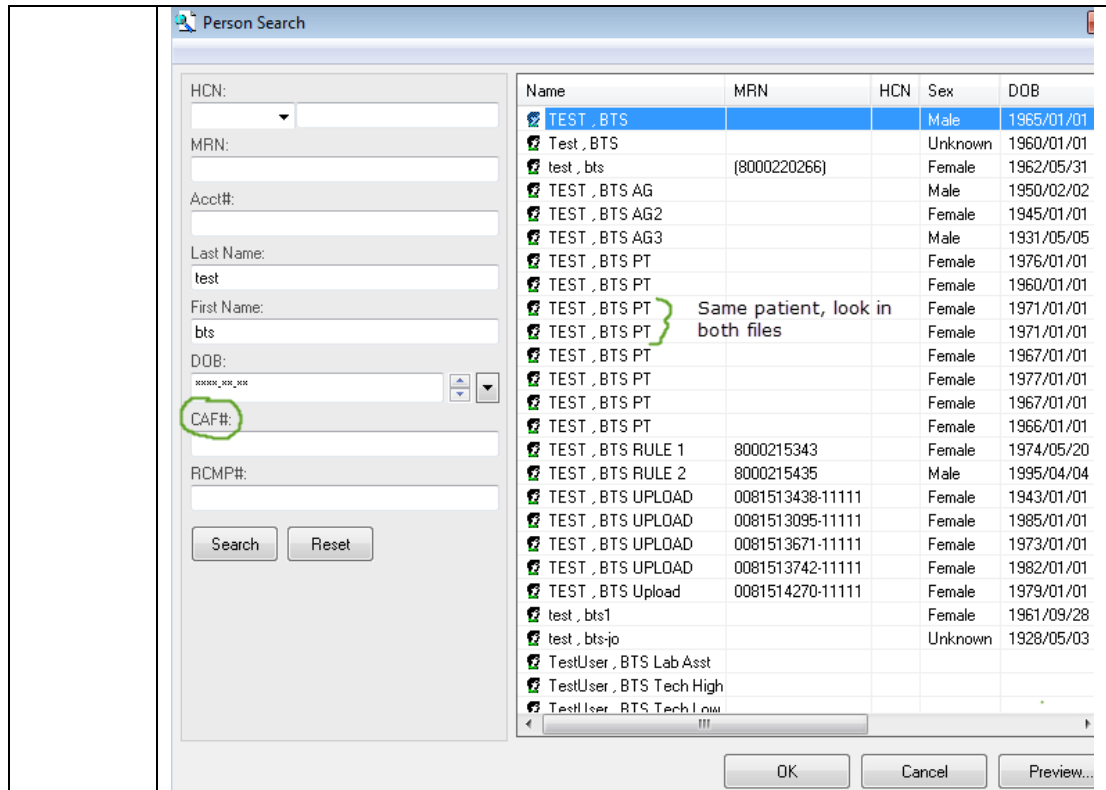 Person Search
HCN:
MRN:
Acct#:
Last Name:
test
First Name:
bts
DOB:
xxxx-xx-xx
CAF#:
RCMP#:
Search Reset
Name MRN HCN Sex DOB
TEST , BTS Male 1965/01/01
Test , BTS Unknown 1960/01/01
test , bts (8000220266) Female 1962/05/31
TEST , BTS AG Male 1950/02/02
TEST , BTS AG2 Female 1945/01/01
TEST , BTS AG3 Male 1931/05/05
TEST , BTS PT Female 1976/01/01
TEST , BTS PT Female 1960/01/01
TEST , BTS PT Same patient, look in Female 1971/01/01
TEST , BTS PT both files Female 1971/01/01
TEST , BTS PT Female 1967/01/01
TEST , BTS PT Female 1977/01/01
TEST , BTS PT Female 1967/01/01
TEST , BTS PT Female 1966/01/01
TEST , BTS RULE 1 8000215343 Female 1974/05/20
TEST , BTS RULE 2 8000215435 Male 1995/04/04
TEST , BTS UPLOAD 0081513438-11111 Female 1943/01/01
TEST , BTS UPLOAD 0081513095-11111 Female 1985/01/01
TEST , BTS UPLOAD 0081513671-11111 Female 1973/01/01
TEST , BTS UPLOAD 0081513742-11111 Female 1982/01/01
TEST , BTS Upload 0081514270-11111 Female 1979/01/01
test , bts1 Female 1961/09/28
test , bts-jo Unknown 1928/05/03
TestUser , BTS Lab Asst
TestUser , BTS Tech High
TestUser , BTS Tech Low
OK Cancel Preview...